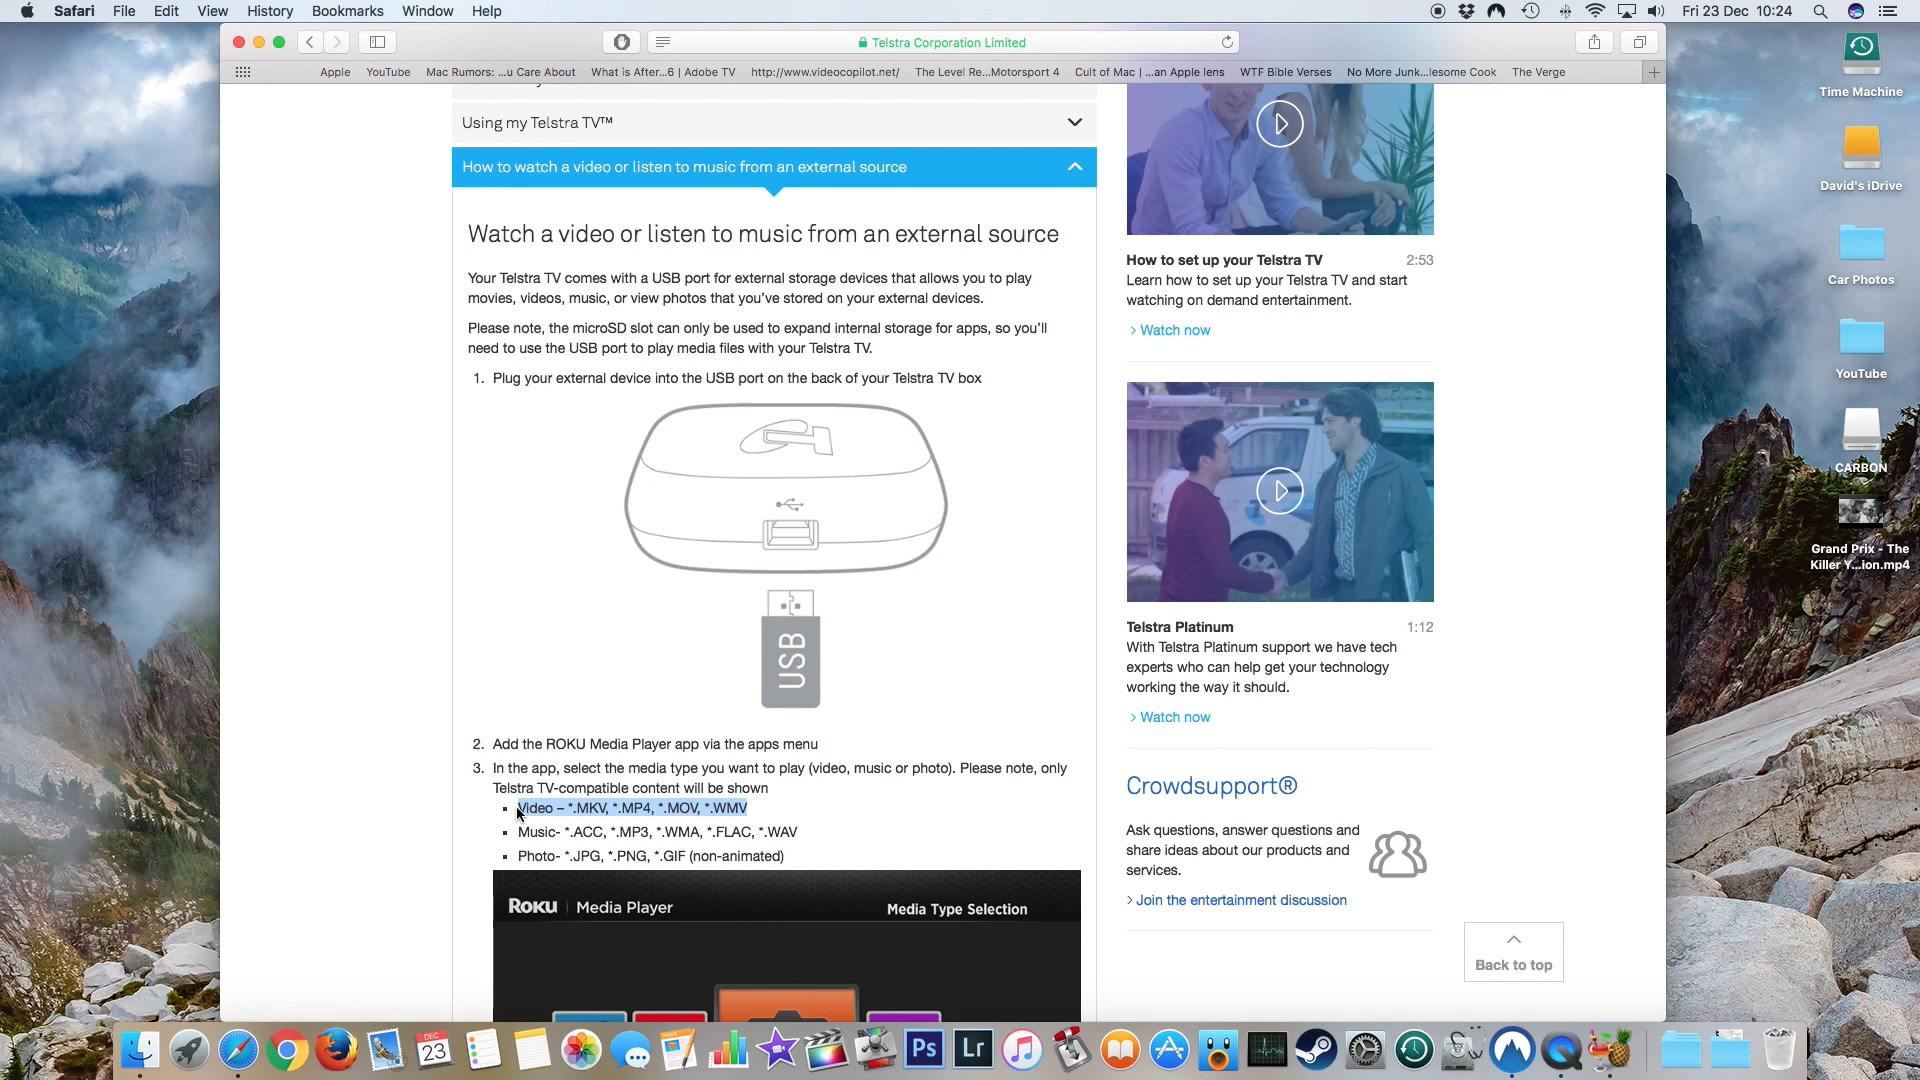 Safari File Edit View History Bookmarks Window Help Fri 23 Dec 10:24
Telstra Corporation Limited
Apple YouTube Mac Rumors: ...u Care About What is After...6 | Adobe TV http://www.videocopilot.net/ The Level Re...Motorsport 4 Cult of Mac | ...an Apple lens WTF Bible Verses No More Junk...lesome Cook The Verge
Using my Telstra TV™
How to watch a video or listen to music from an external source
Watch a video or listen to music from an external source
Your Telstra TV comes with a USB port for external storage devices that allows you to play
movies, videos, music, or view photos that you've stored on your external devices.
Please note, the microSD slot can only be used to expand internal storage for apps, so you'll
need to use the USB port to play media files with your Telstra TV.
1. Plug your external device into the USB port on the back of your Telstra TV box
USB
2. Add the ROKU Media Player app via the apps menu
3. In the app, select the media type you want to play (video, music or photo). Please note, only
Telstra TV-compatible content will be shown
Video – *.MKV, *.MP4, *.MOV, *.WMV
Music- *.ACC, *.MP3, *.WMA, *.FLAC, *.WAV
Photo- *.JPG, *.PNG, *.GIF (non-animated)
ROKU Media Player Media Type Selection
How to set up your Telstra TV 2:53
Learn how to set up your Telstra TV and start
watching on demand entertainment.
> Watch now
Telstra Platinum 1:12
With Telstra Platinum support we have tech
experts who can help get your technology
working the way it should.
> Watch now
Crowdsupport®
Ask questions, answer questions and
share ideas about our products and
services.
> Join the entertainment discussion
Back to top
Time Machine
David's iDrive
Car Photos
YouTube
CARBON
Grand Prix - The
Killer Y...ion.mp4
DEC
23
Ps
Lr